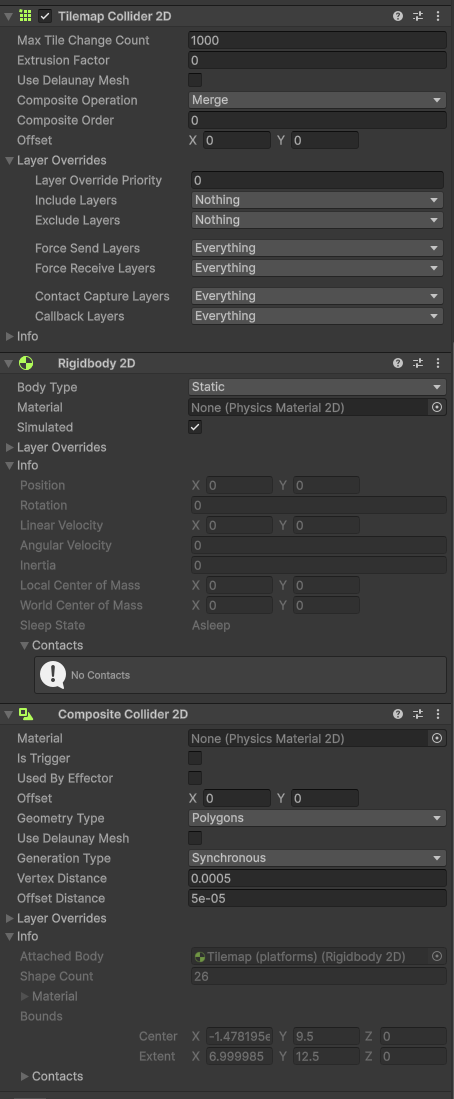 Tilemap Collider 2D
Max Tile Change Count 1000
Extrusion Factor 0
Use Delaunay Mesh
Composite Operation Merge
Composite Order 0
Offset X 0 Y 0
Layer Overrides
Layer Override Priority 0
Include Layers Nothing
Exclude Layers Nothing
Force Send Layers Everything
Force Receive Layers Everything
Contact Capture Layers Everything
Callback Layers Everything
Info
Rigidbody 2D
Body Type Static
Material None (Physics Material 2D)
Simulated
Layer Overrides
Info
Position X 0 Y 0
Rotation 0
Linear Velocity X 0 Y 0
Angular Velocity 0
Inertia 0
Local Center of Mass X 0 Y 0
World Center of Mass X 0 Y 0
Sleep State Asleep
Contacts
No Contacts
Composite Collider 2D
Material None (Physics Material 2D)
Is Trigger
Used By Effector
Offset X 0 Y 0
Geometry Type Polygons
Use Delaunay Mesh
Generation Type Synchronous
Vertex Distance 0.0005
Offset Distance 5e-05
Layer Overrides
Info
Attached Body Tilemap (platforms) (Rigidbody 2D)
Shape Count 26
Material
Bounds
Center X -1.478195e Y 9.5 Z 0
Extent X 6.999985 Y 12.5 Z 0
Contacts